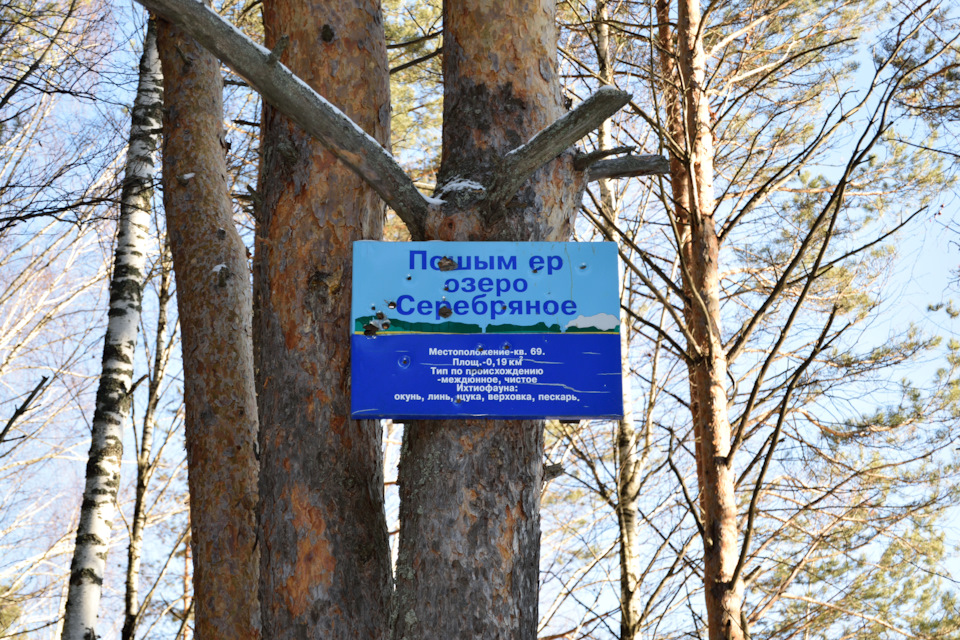 Пошым ер
озеро
Серебряное
Местоположение-кв. 69.
Площ.-0,19 км²
Тип по происхождению
-междюнное, чистое
Ихтиофауна:
окунь, линь, щука, верховка, пескарь.